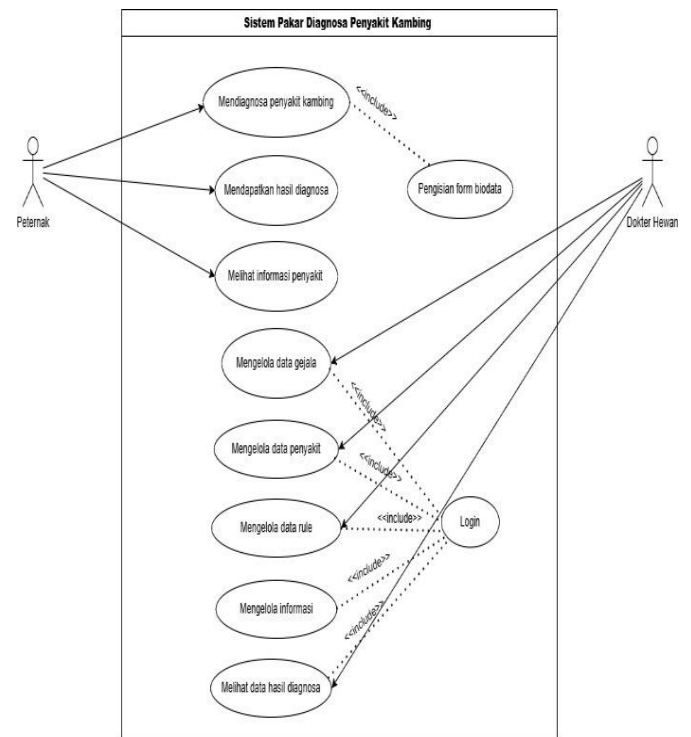 Sistem Pakar Diagnosa Penyakit Kambing
Mendiagnosa penyakit kambing
<<include>>
Pengisian form biodata
Mendapatkan hasil diagnosa
Peternak
Dokter Hewan
Melihat informasi penyakit
Mengelola data gejala
<<include>>
Mengelola data penyakit
<<include>>
Mengelola data rule
<<include>>
Login
<<include>>
Mengelola informasi
<<include>>
Melihat data hasil diagnosa